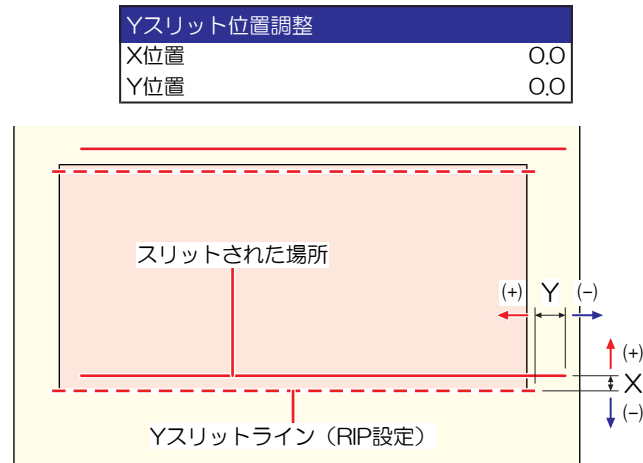 Yスリット位置調整
X位置 0.0
Y位置 0.0
スリットされた場所
(+) Y (−)
(+)
X
(−)
Yスリットライン（RIP設定）